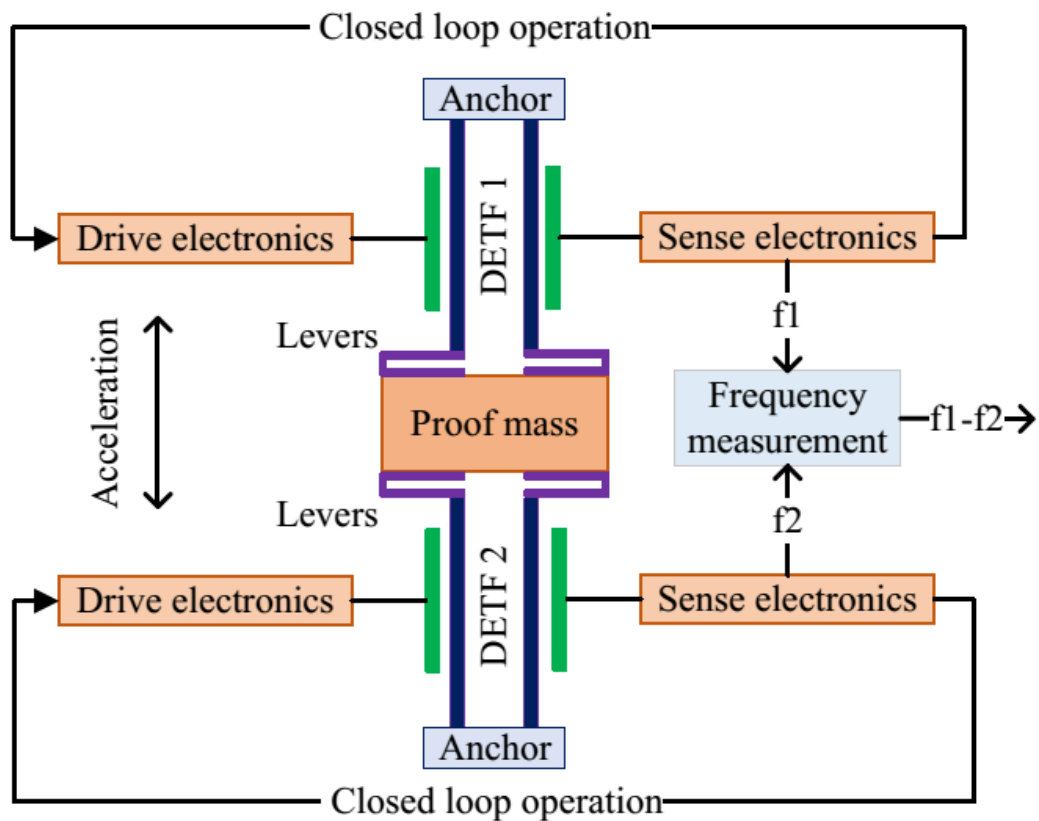 Closed loop operation
Anchor
DETF 1
Drive electronics
Sense electronics
f1
Levers
Acceleration
Proof mass
Frequency
measurement
f1-f2
Levers
f2
DETF 2
Drive electronics
Sense electronics
Anchor
Closed loop operation